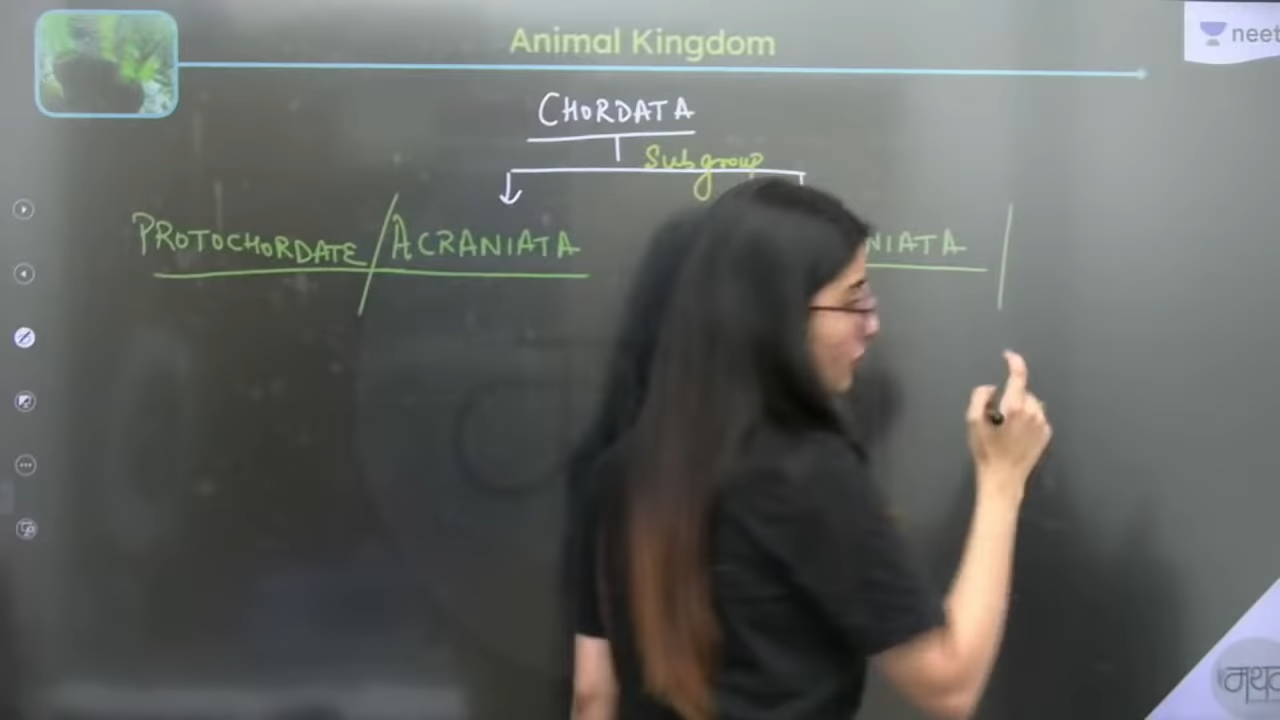 Animal Kingdom
neet
CHORDATA
Subgroup
PROTOCHORDATE / ACRANIATA
NIATA